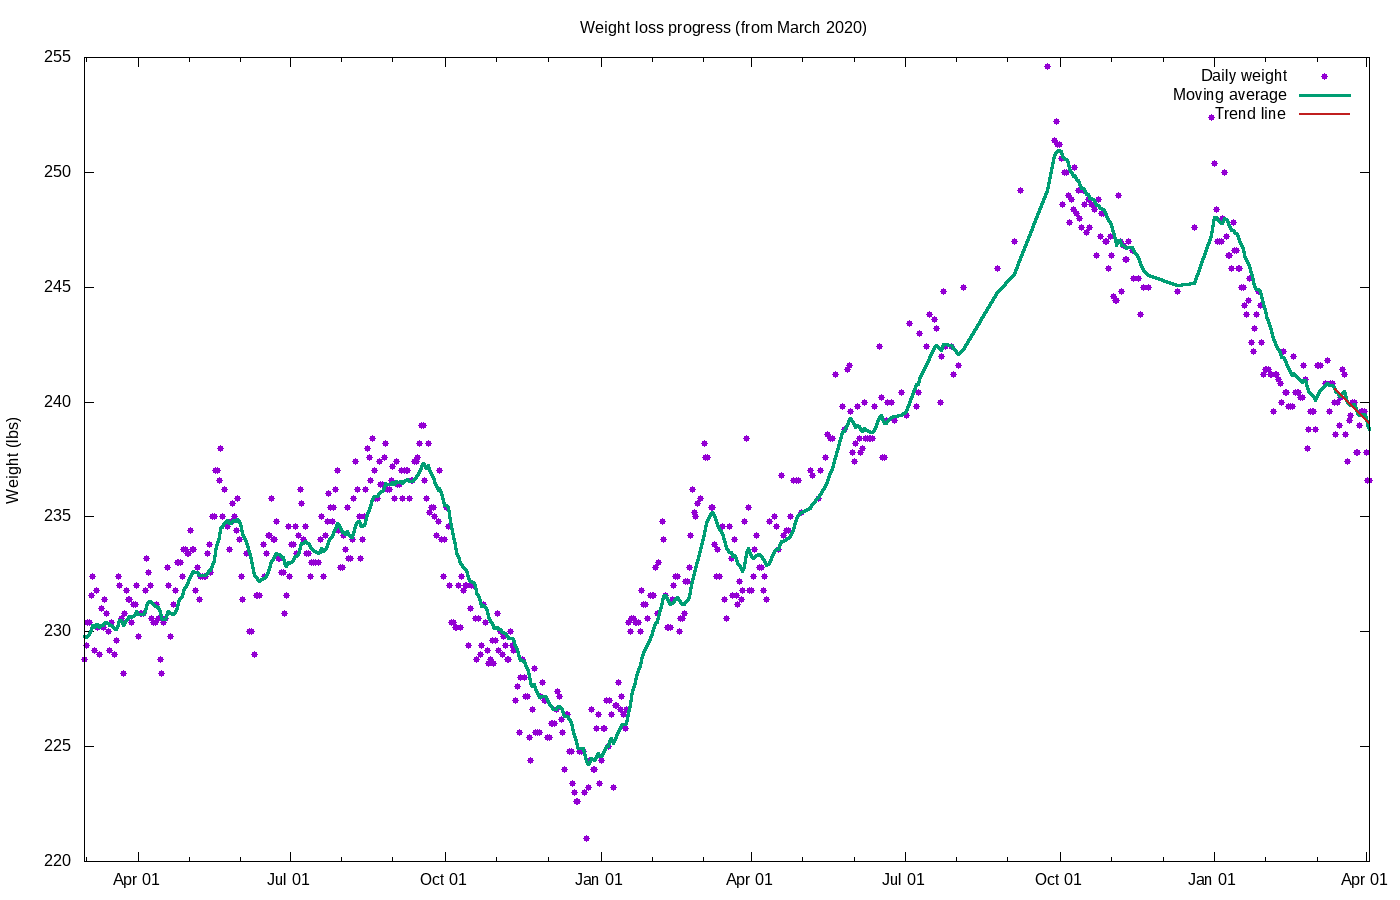 Weight loss progress (from March 2020)
255
250
245
240
235
230
225
220
Weight (lbs)
Daily weight
Moving average
Trend line
Apr 01
Jul 01
Oct 01
Jan 01
Apr 01
Jul 01
Oct 01
Jan 01
Apr 01